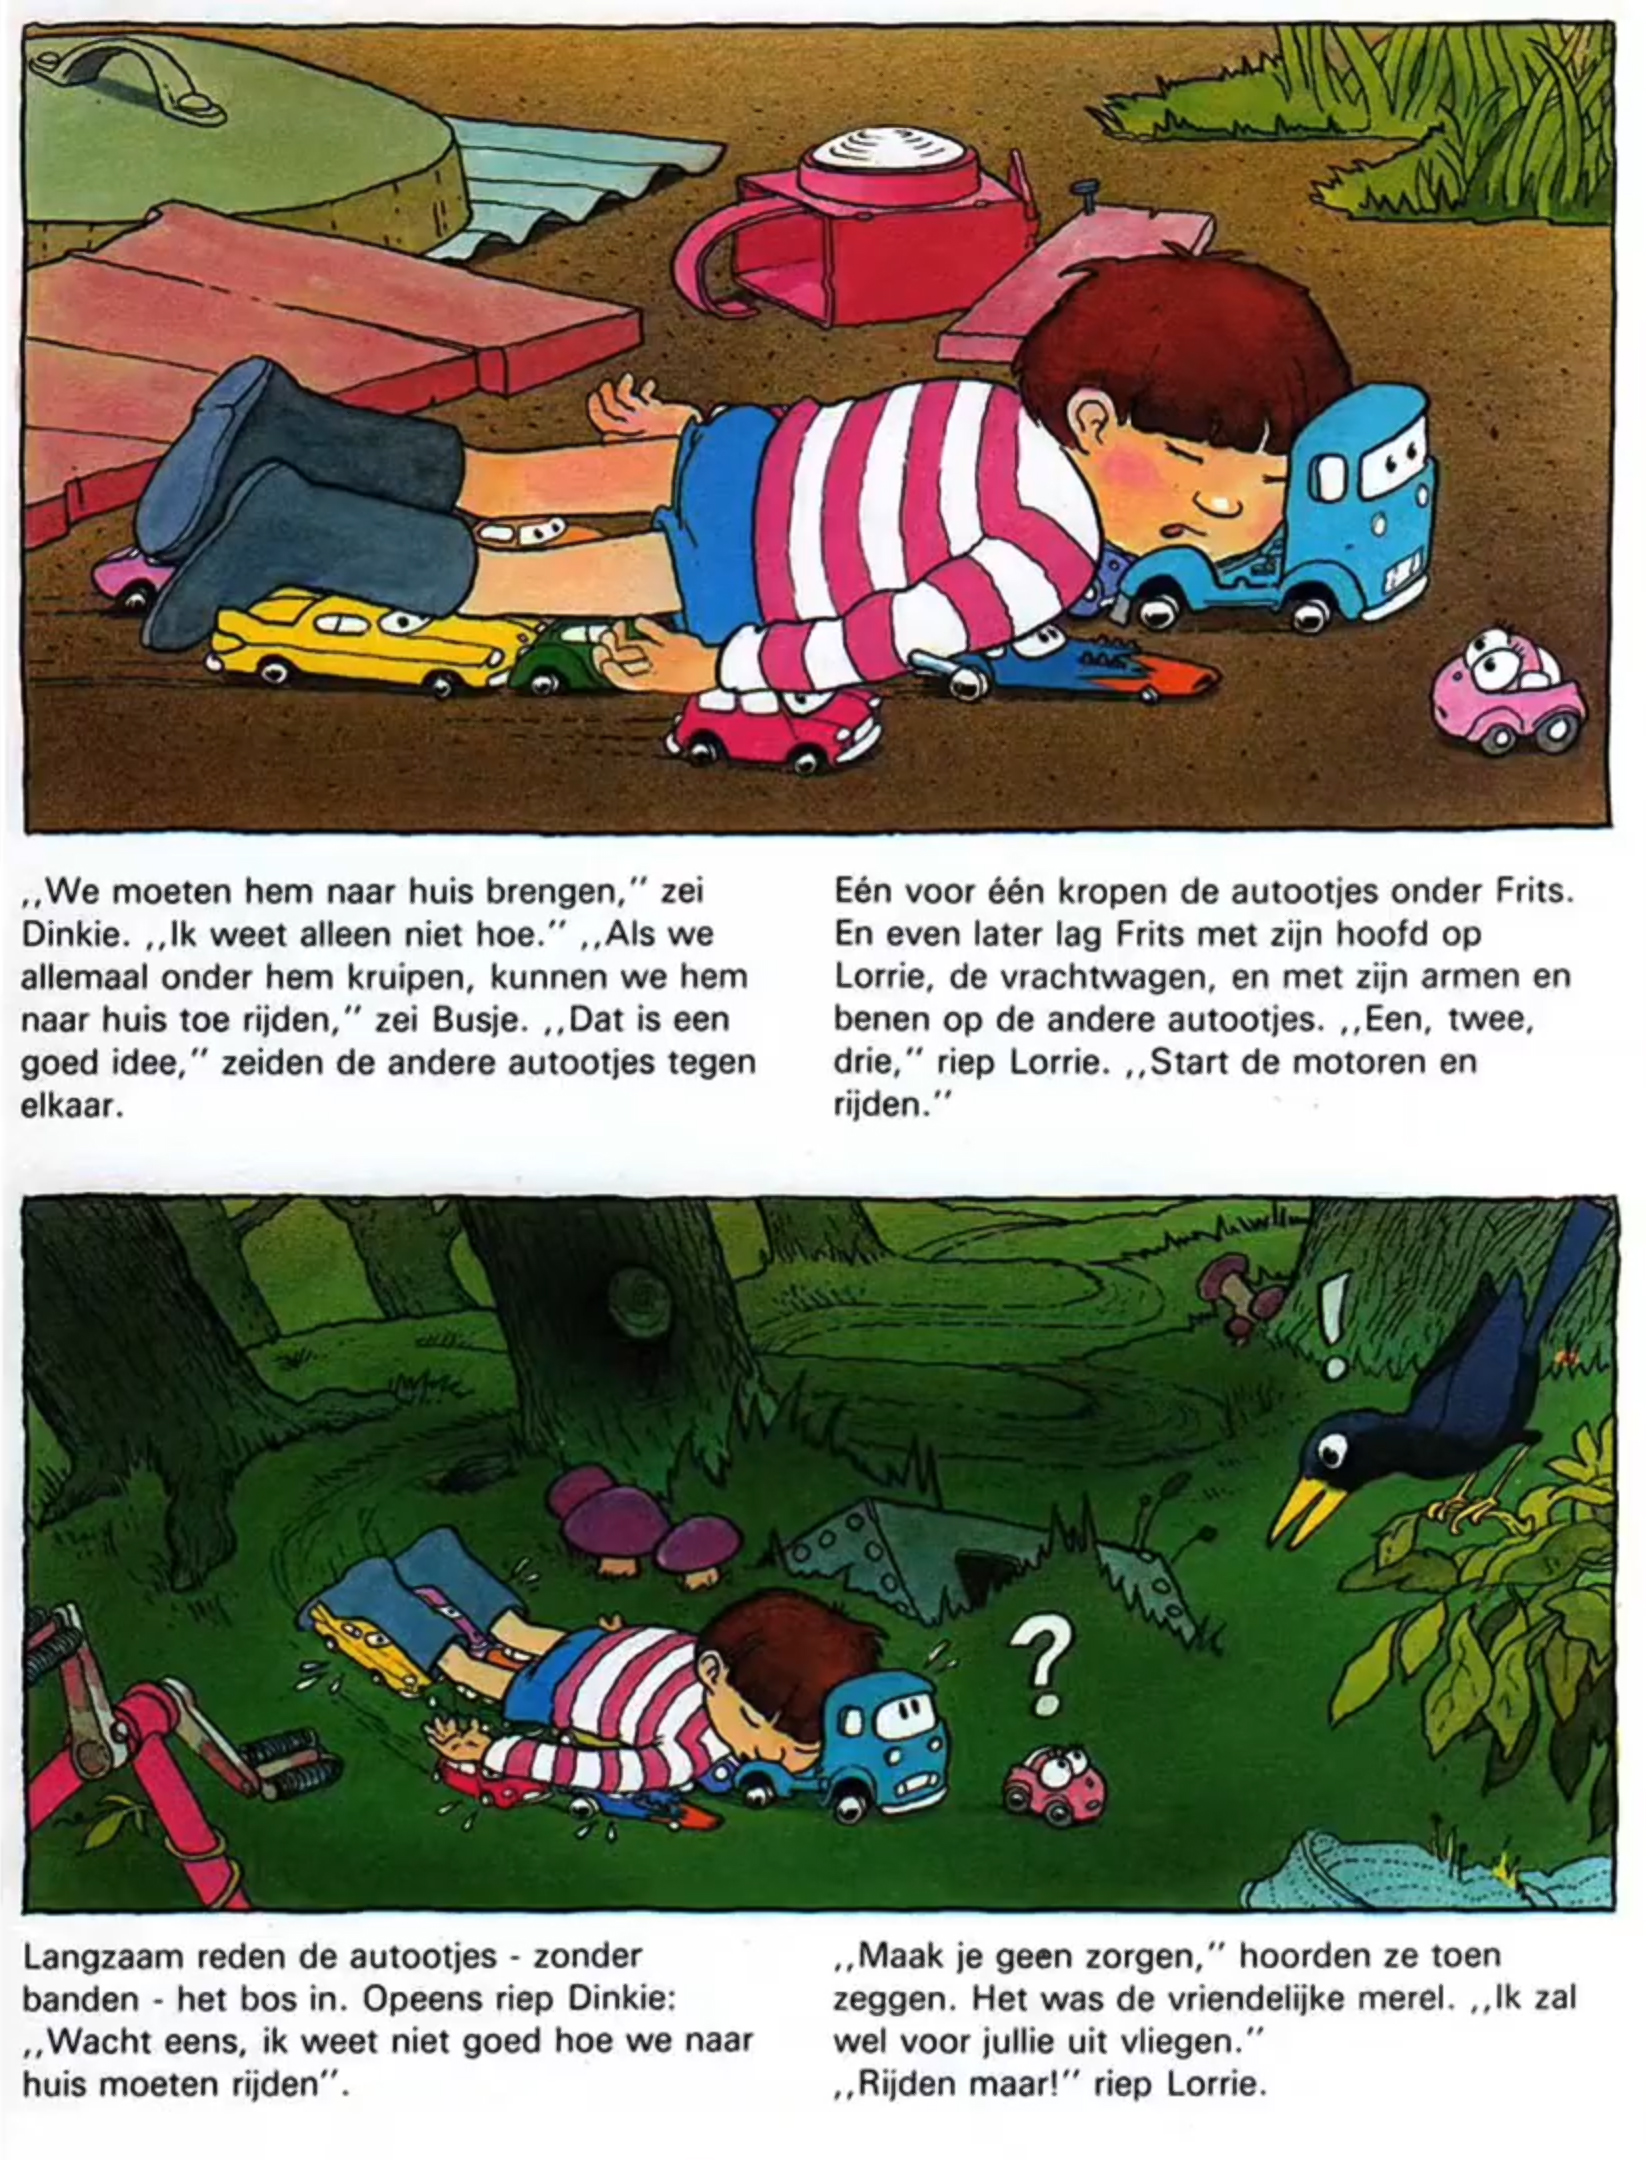 ,,We moeten hem naar huis brengen,” zei
Dinkie. ,,Ik weet alleen niet hoe.” ,,Als we
allemaal onder hem kruipen, kunnen we hem
naar huis toe rijden,” zei Busje. ,,Dat is een
goed idee,” zeiden de andere autootjes tegen
elkaar.
Eén voor één kropen de autootjes onder Frits.
En even later lag Frits met zijn hoofd op
Lorrie, de vrachtwagen, en met zijn armen en
benen op de andere autootjes. ,,Een, twee,
drie,” riep Lorrie. ,,Start de motoren en
rijden.”
!
?
Langzaam reden de autootjes - zonder
banden - het bos in. Opeens riep Dinkie:
,,Wacht eens, ik weet niet goed hoe we naar
huis moeten rijden”.
,,Maak je geen zorgen,” hoorden ze toen
zeggen. Het was de vriendelijke merel. ,,Ik zal
wel voor jullie uit vliegen.”
,,Rijden maar!” riep Lorrie.